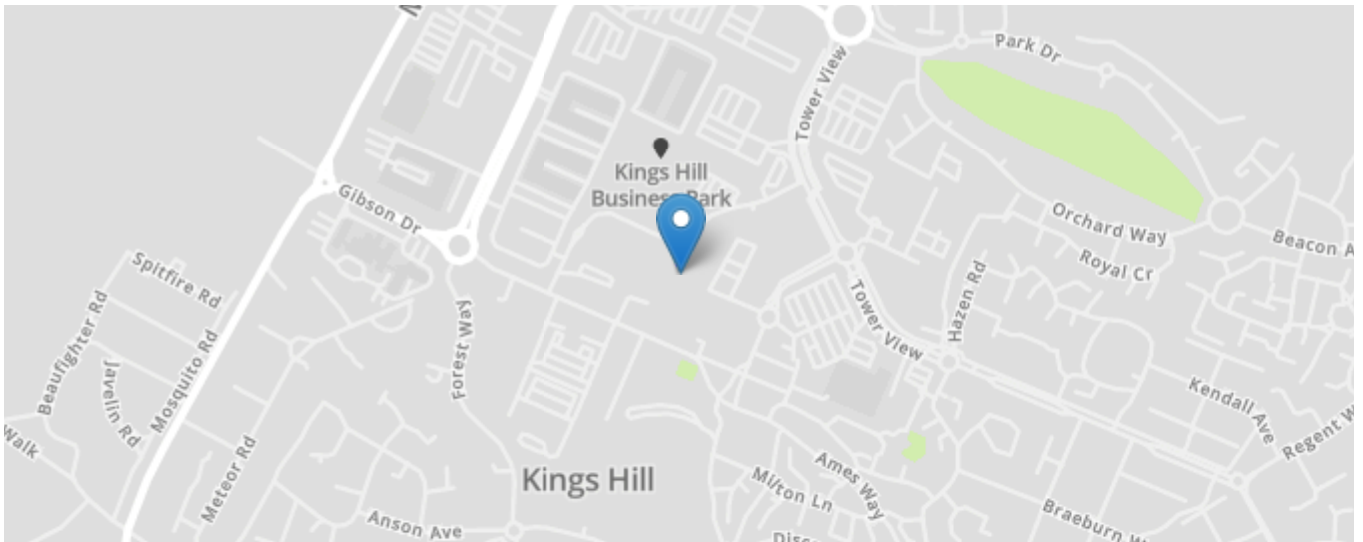 Park Dr
Tower View
Kings Hill
Business Park
Gibson Dr
Orchard Way
Beacon A
Royal Cr
Spitfire Rd
Hazen Rd
Tower View
Beaufighter Rd
Forest Way
Mosquito Rd
Javelin Rd
Kendall Ave
Regent W
Walk
Meteor Rd
Kings Hill
Ames Way
Milton Ln
Anson Ave
Braeburn W
Disc